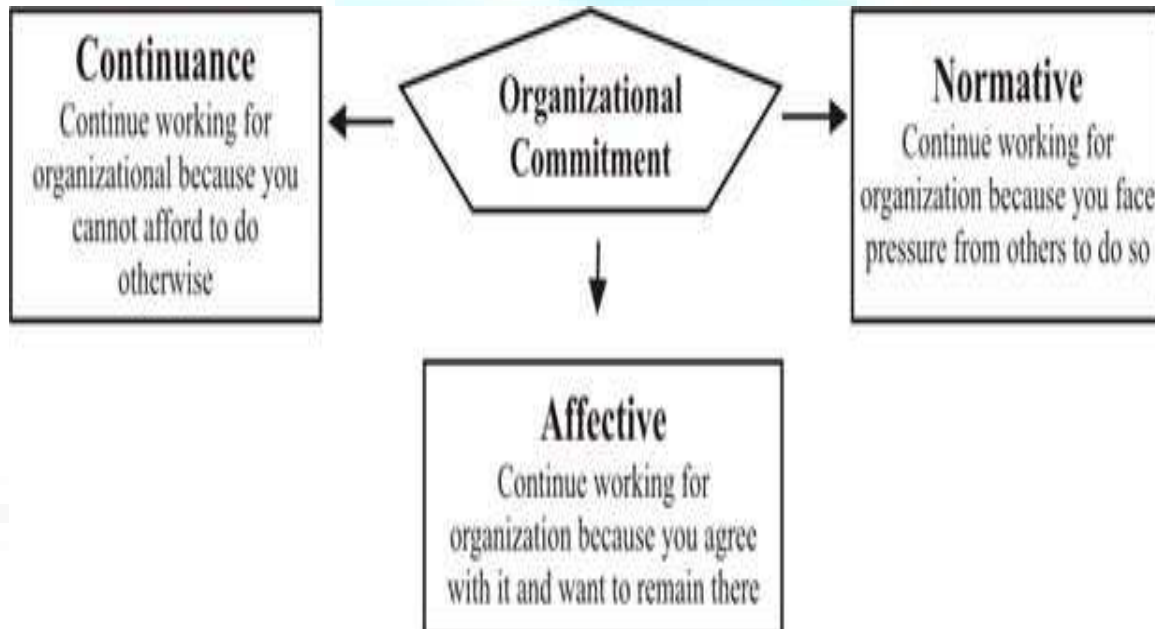 Continuance
Continue working for
organizational because you
cannot afford to do
otherwise
Organizational
Commitment
Normative
Continue working for
organization because you face
pressure from others to do so
Affective
Continue working for
organization because you agree
with it and want to remain there